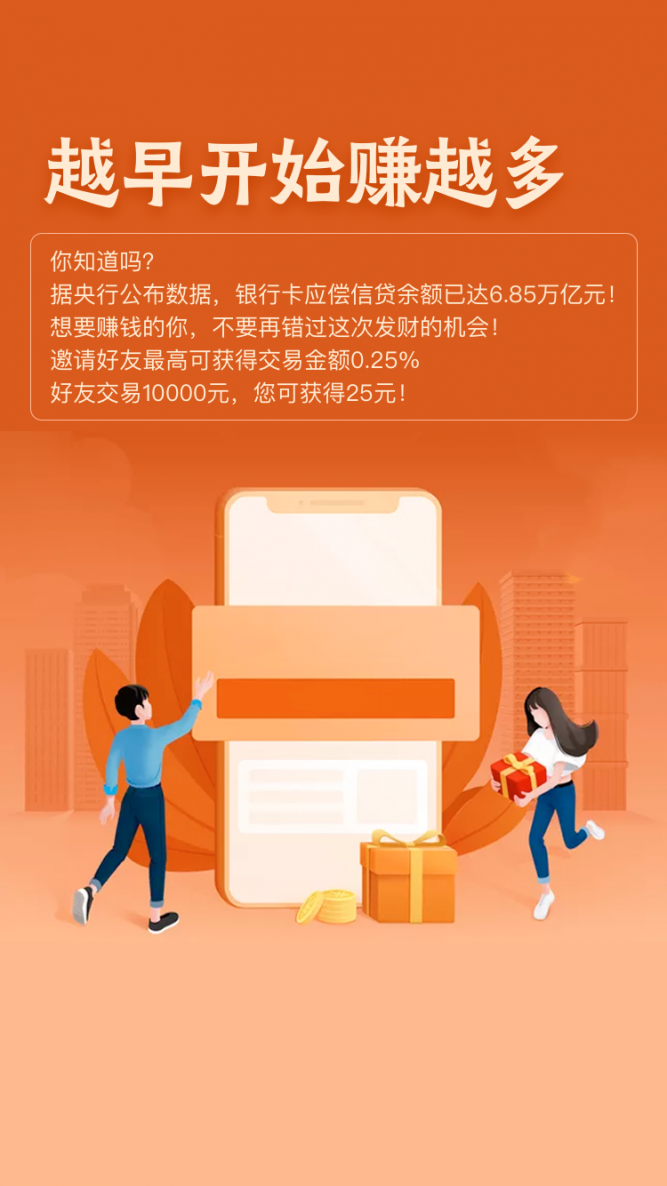 越早开始赚越多
你知道吗？
据央行公布数据，银行卡应偿信贷余额已达6.85万亿元！
想要赚钱的你，不要再错过这次发财的机会！
邀请好友最高可获得交易金额0.25%
好友交易10000元，您可获得25元！